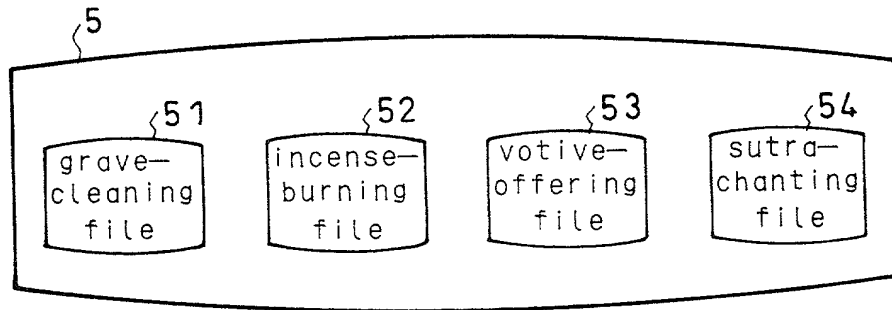 5
51
52
53
54
grave—
cleaning
file
incense—
burning
file
votive—
offering
file
sutra—
chanting
file